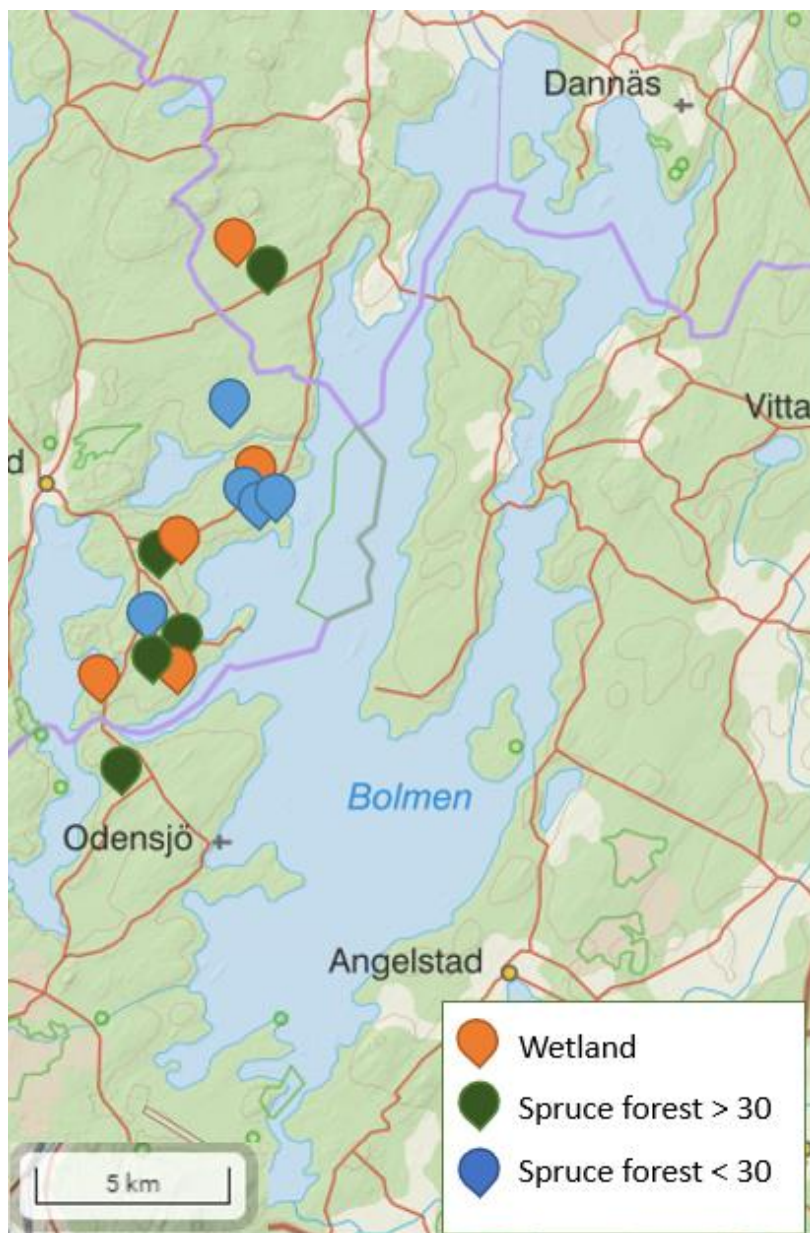 Dannäs
Vitta
d
Bolmen
Odensjö
Angelstad
Wetland
Spruce forest > 30
Spruce forest < 30
5 km